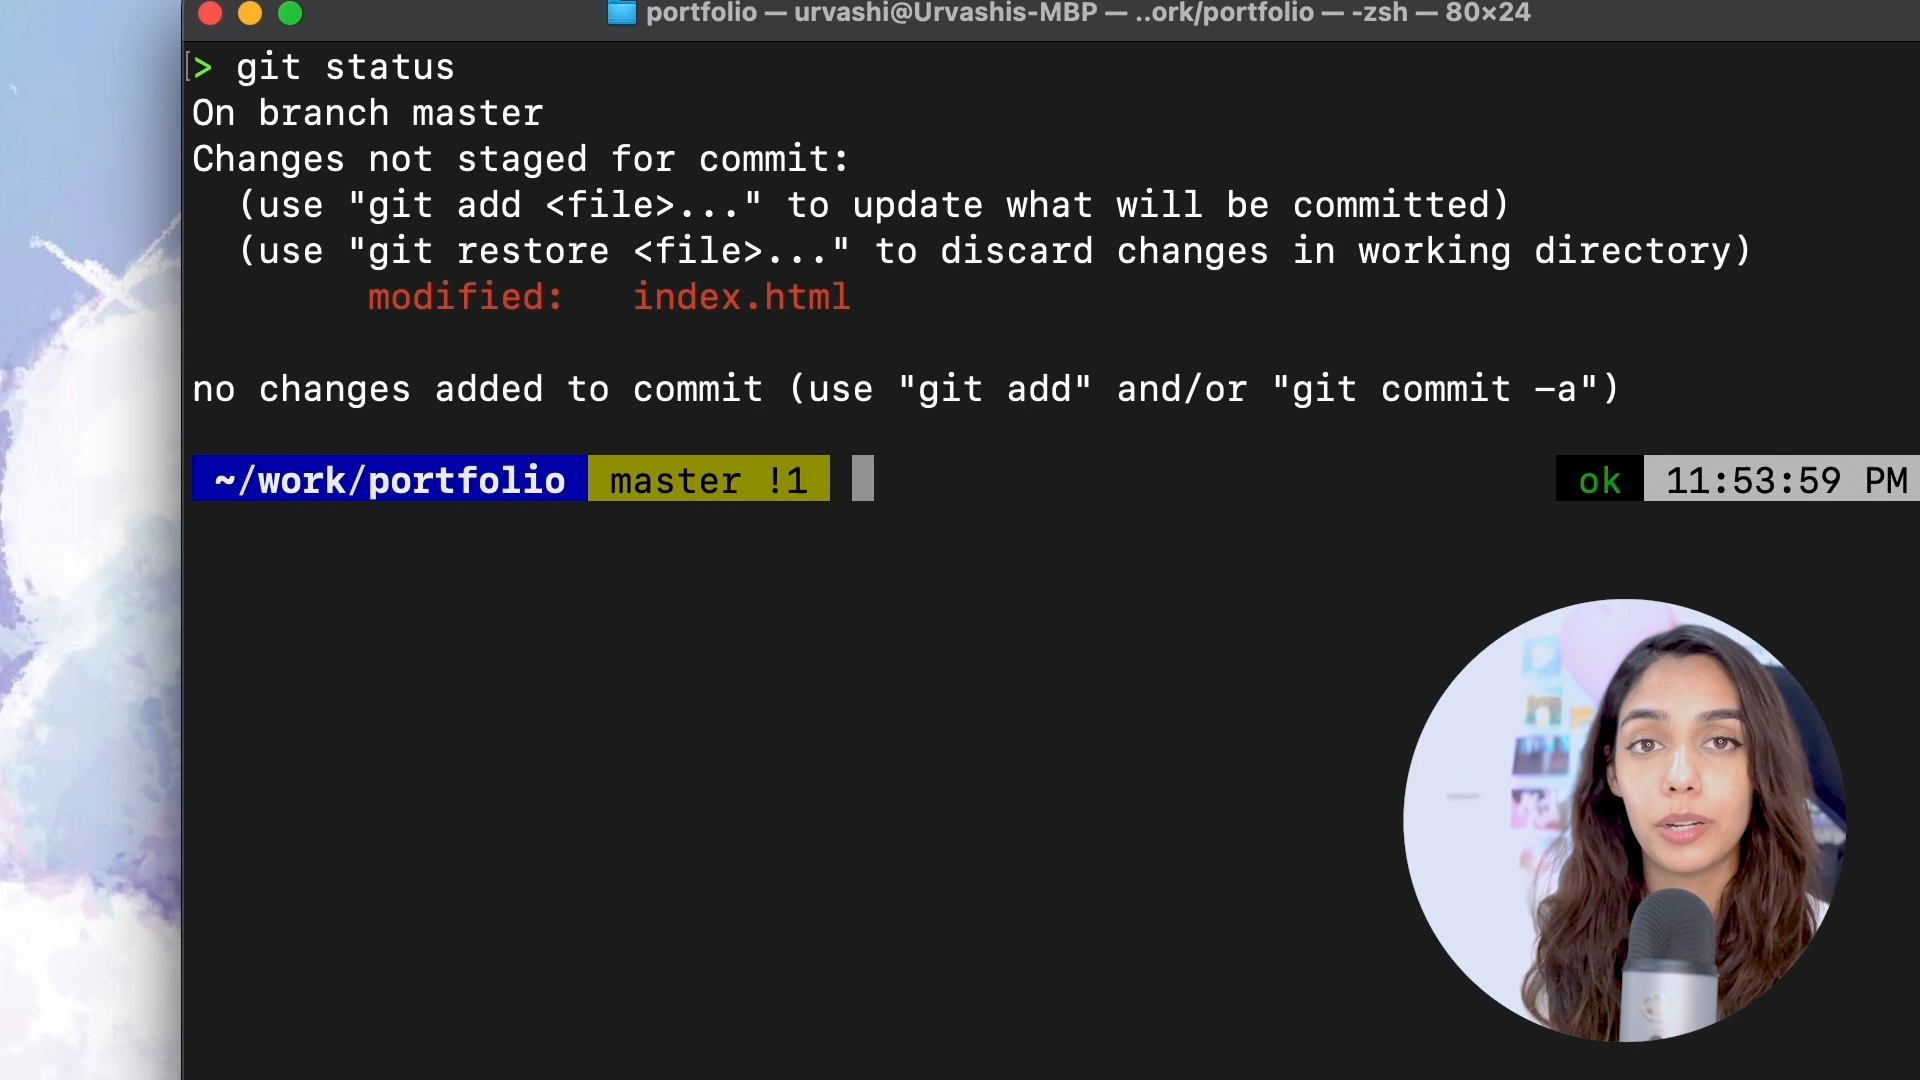 portfolio — urvashi@Urvashis-MBP — ..ork/portfolio — -zsh — 80×24
> git status
On branch master
Changes not staged for commit:
(use "git add <file>..." to update what will be committed)
(use "git restore <file>..." to discard changes in working directory)
modified: index.html
no changes added to commit (use "git add" and/or "git commit -a")
~/work/portfolio master !1 ok 11:53:59 PM